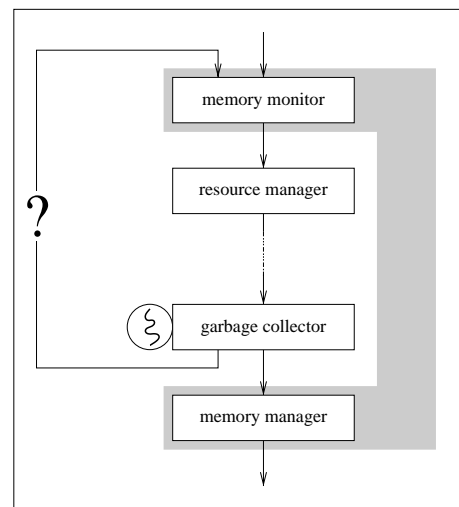 memory monitor
resource manager
?
garbage collector
memory manager